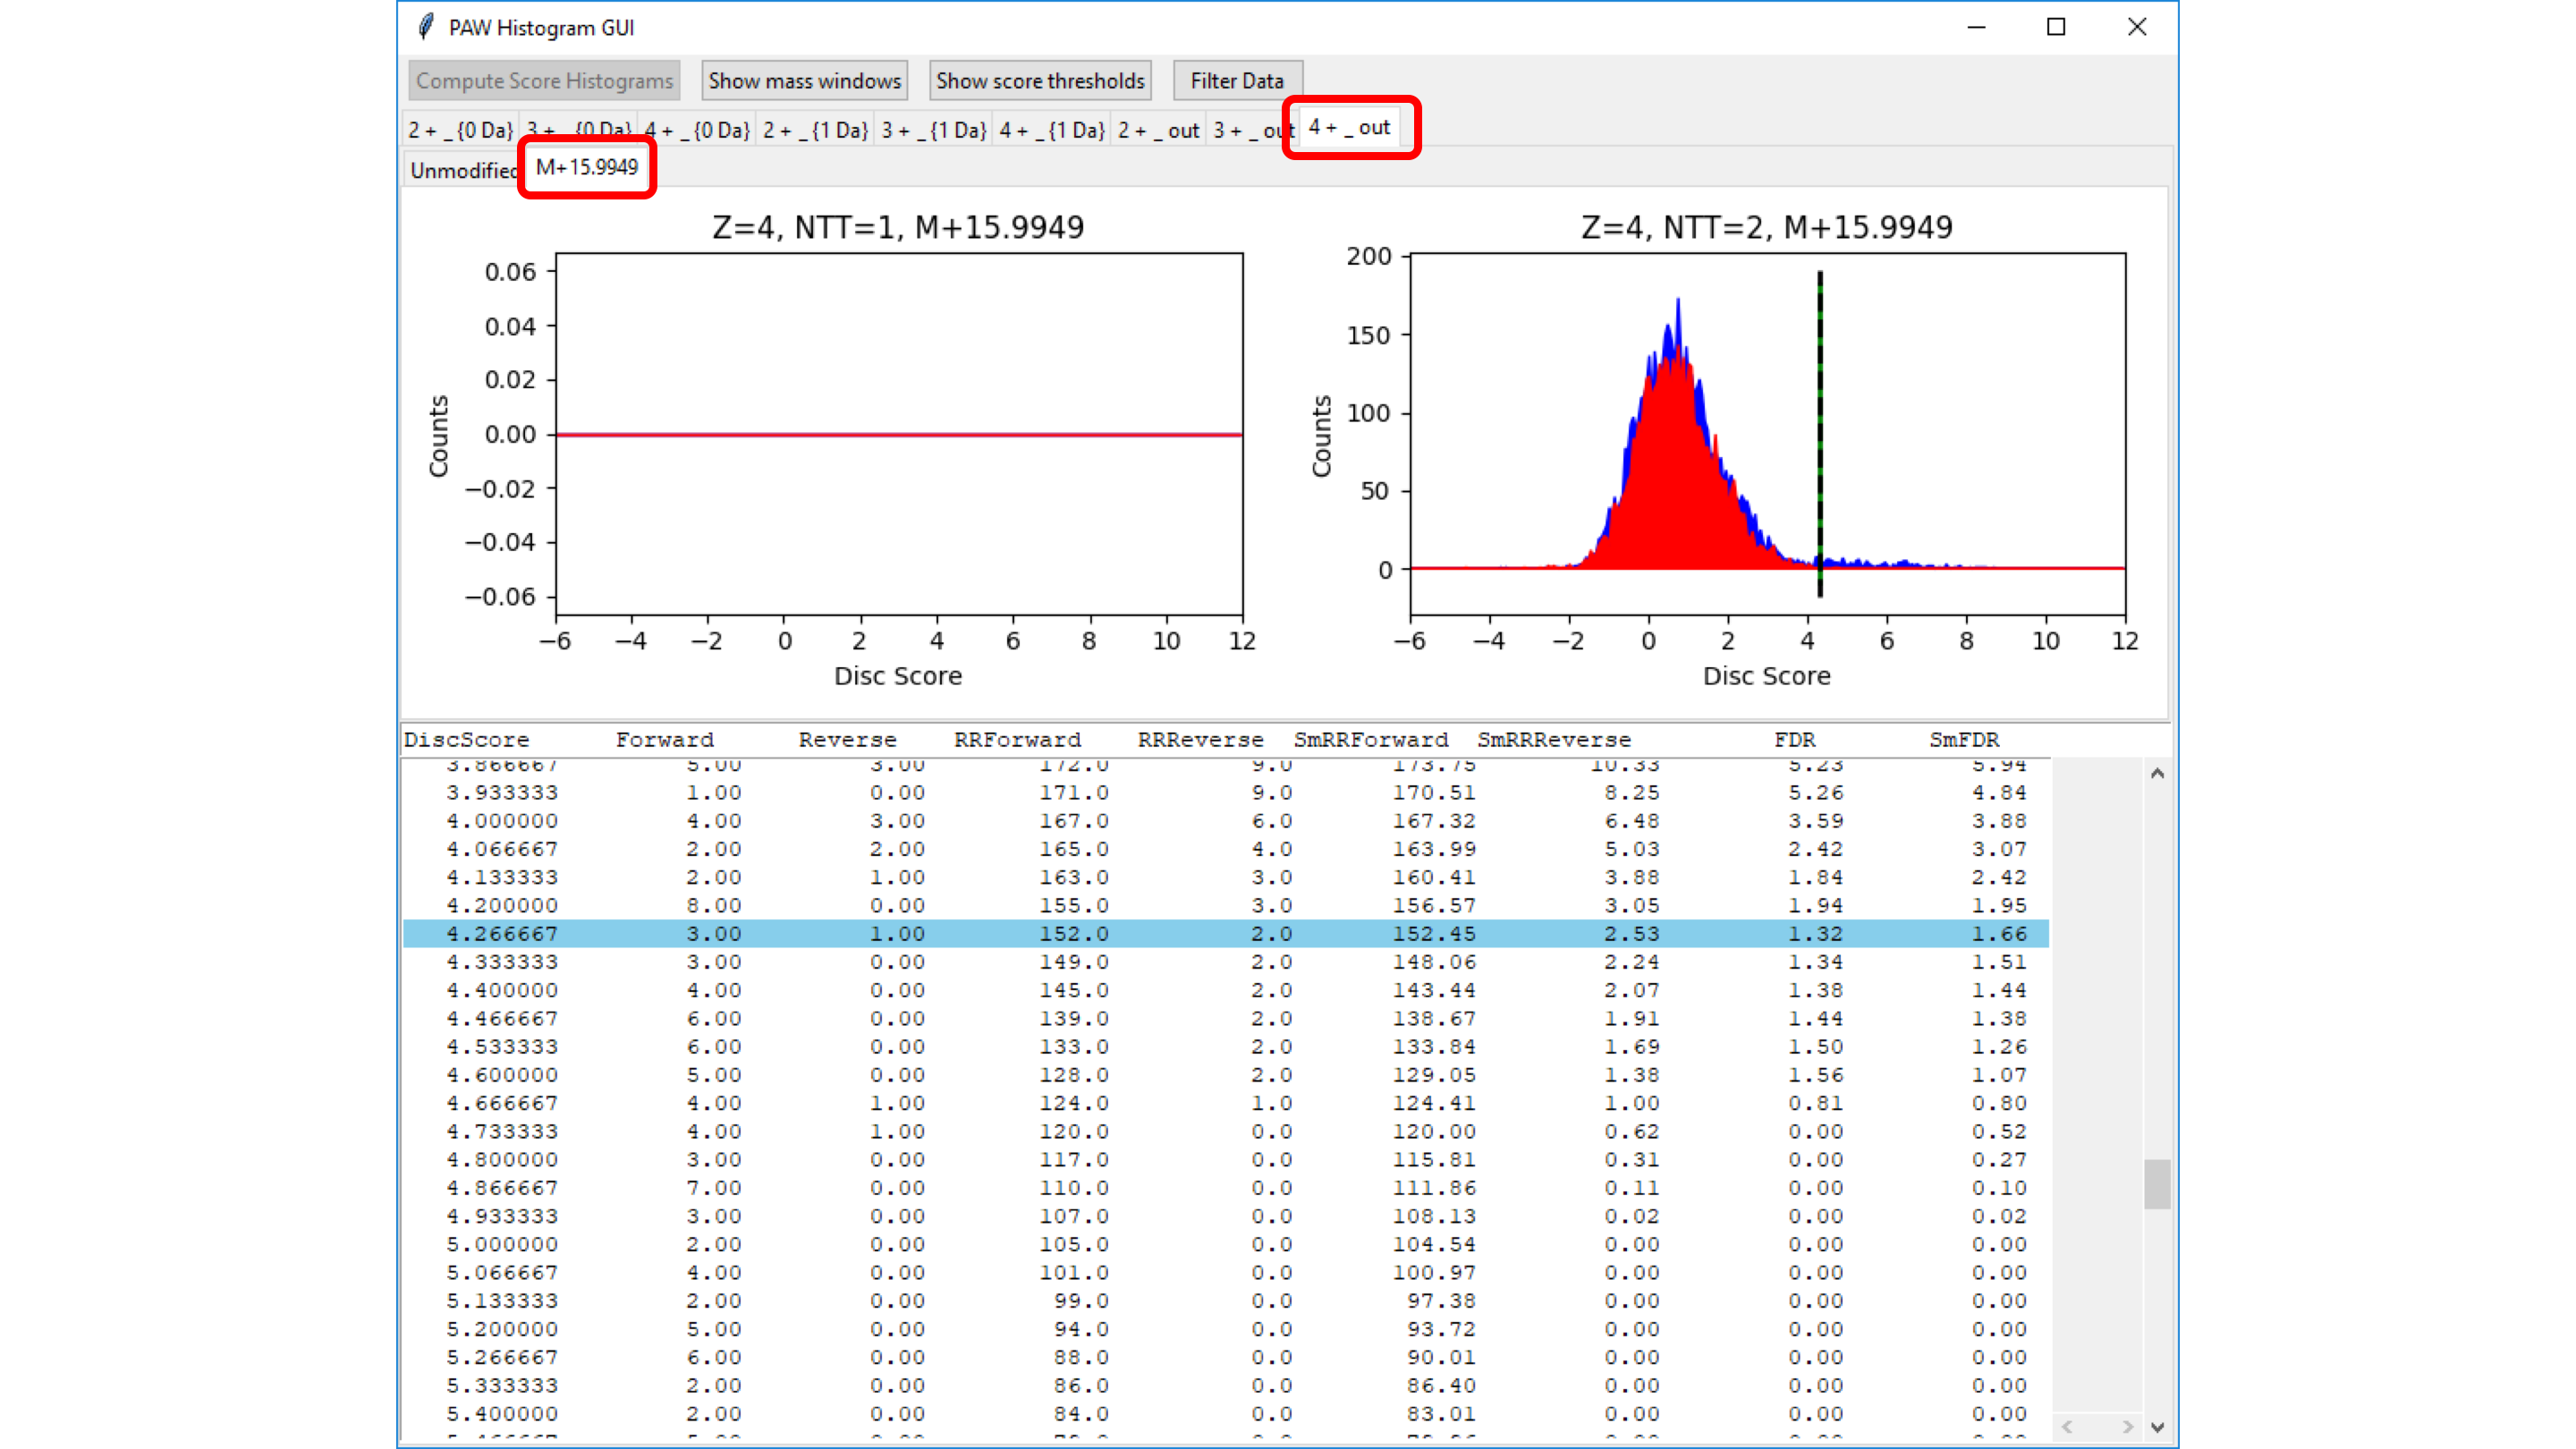 PAW Histogram GUI
Compute Score Histograms Show mass windows Show score thresholds Filter Data
2 + _ {0 Da} 3 + _ {0 Da} 4 + _ {0 Da} 2 + _ {1 Da} 3 + _ {1 Da} 4 + _ {1 Da} 2 + _ out 3 + _ out 4 + _ out
Unmodified M+15.9949
Z=4, NTT=1, M+15.9949
0.06
0.04
0.02
0.00
−0.02
−0.04
−0.06
Counts
−6 −4 −2 0 2 4 6 8 10 12
Disc Score
Z=4, NTT=2, M+15.9949
200
150
100
50
0
Counts
−6 −4 −2 0 2 4 6 8 10 12
Disc Score
DiscScore Forward Reverse RRForward RRReverse SmRRForward SmRRReverse FDR SmFDR
3.866667 5.00 3.00 172.0 9.0 173.75 10.33 5.23 5.94
3.933333 1.00 0.00 171.0 9.0 170.51 8.25 5.26 4.84
4.000000 4.00 3.00 167.0 6.0 167.32 6.48 3.59 3.88
4.066667 2.00 2.00 165.0 4.0 163.99 5.03 2.42 3.07
4.133333 2.00 1.00 163.0 3.0 160.41 3.88 1.84 2.42
4.200000 8.00 0.00 155.0 3.0 156.57 3.05 1.94 1.95
4.266667 3.00 1.00 152.0 2.0 152.45 2.53 1.32 1.66
4.333333 3.00 0.00 149.0 2.0 148.06 2.24 1.34 1.51
4.400000 4.00 0.00 145.0 2.0 143.44 2.07 1.38 1.44
4.466667 6.00 0.00 139.0 2.0 138.67 1.91 1.44 1.38
4.533333 6.00 0.00 133.0 2.0 133.84 1.69 1.50 1.26
4.600000 5.00 0.00 128.0 2.0 129.05 1.38 1.56 1.07
4.666667 4.00 1.00 124.0 1.0 124.41 1.00 0.81 0.80
4.733333 4.00 1.00 120.0 0.0 120.00 0.62 0.00 0.52
4.800000 3.00 0.00 117.0 0.0 115.81 0.31 0.00 0.27
4.866667 7.00 0.00 110.0 0.0 111.86 0.11 0.00 0.10
4.933333 3.00 0.00 107.0 0.0 108.13 0.02 0.00 0.02
5.000000 2.00 0.00 105.0 0.0 104.54 0.00 0.00 0.00
5.066667 4.00 0.00 101.0 0.0 100.97 0.00 0.00 0.00
5.133333 2.00 0.00 99.0 0.0 97.38 0.00 0.00 0.00
5.200000 5.00 0.00 94.0 0.0 93.72 0.00 0.00 0.00
5.266667 6.00 0.00 88.0 0.0 90.01 0.00 0.00 0.00
5.333333 2.00 0.00 86.0 0.0 86.40 0.00 0.00 0.00
5.400000 2.00 0.00 84.0 0.0 83.01 0.00 0.00 0.00